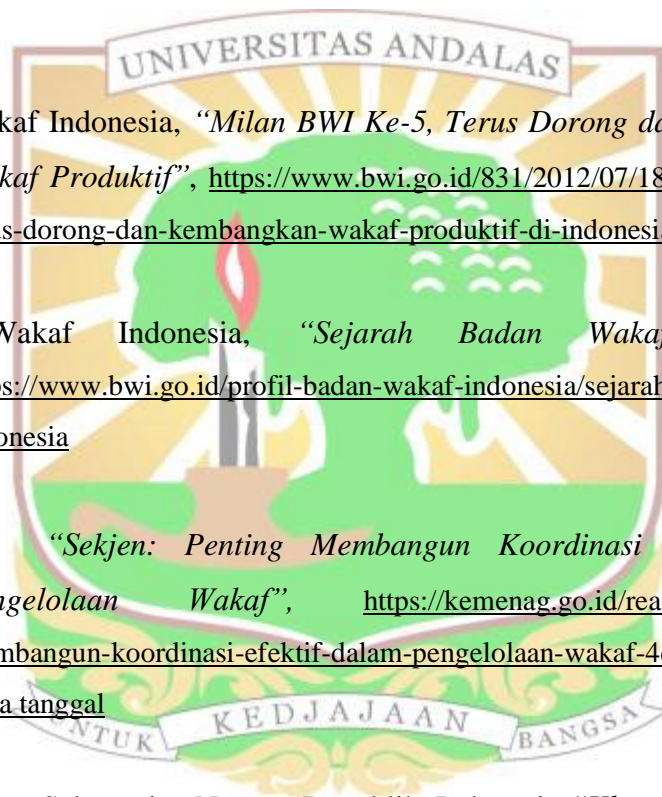 UNIVERSITAS ANDALAS
kaf Indonesia, “Milan BWI Ke-5, Terus Dorong da
kaf Produktif”, https://www.bwi.go.id/831/2012/07/18
s-dorong-dan-kembangkan-wakaf-produktif-di-indonesia
Wakaf Indonesia, “Sejarah Badan Wakaf
ps://www.bwi.go.id/profil-badan-wakaf-indonesia/sejarah
onesia
“Sekjen: Penting Membangun Koordinasi
ngelolaan Wakaf”, https://kemenag.go.id/rea
mbangun-koordinasi-efektif-dalam-pengelolaan-wakaf-4
a tanggal
UNTUK KEDJAJAAN BANGSA